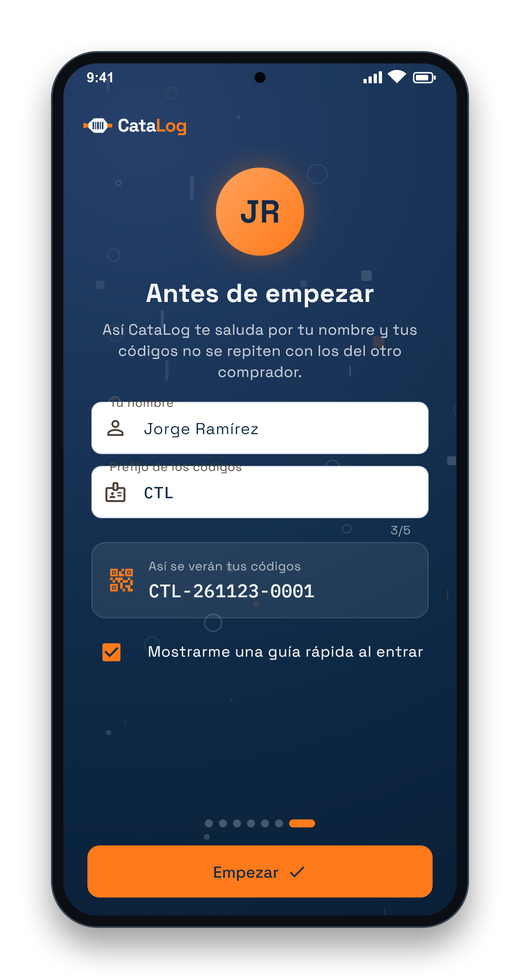 9:41
CataLog
JR
Antes de empezar
Así CataLog te saluda por tu nombre y tus
códigos no se repiten con los del otro
comprador.
Tu nombre
Jorge Ramírez
Prefijo de los códigos
CTL
3/5
Así se verán tus códigos
CTL-261123-0001
Mostrarme una guía rápida al entrar
Empezar